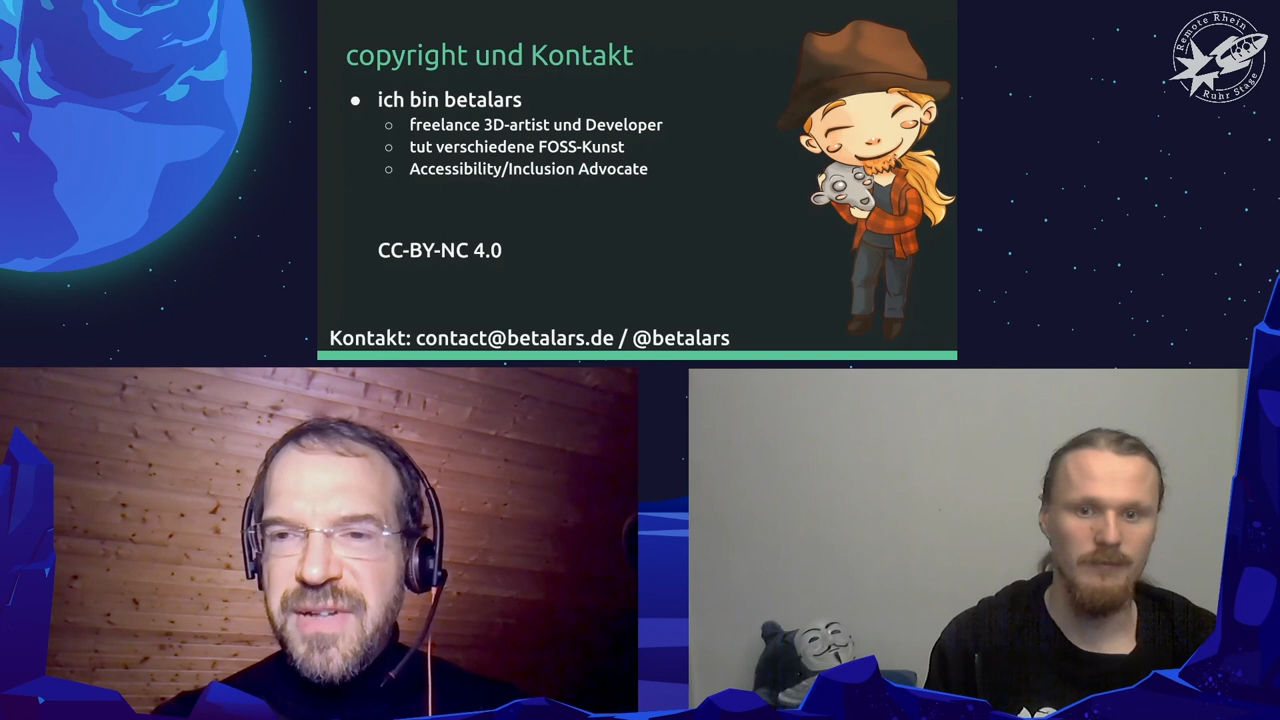 copyright und Kontakt
● ich bin betalars
○ freelance 3D-artist und Developer
○ tut verschiedene FOSS-Kunst
○ Accessibility/Inclusion Advocate
CC-BY-NC 4.0
Kontakt: contact@betalars.de / @betalars
Remote Rhein
Ruhr Stage